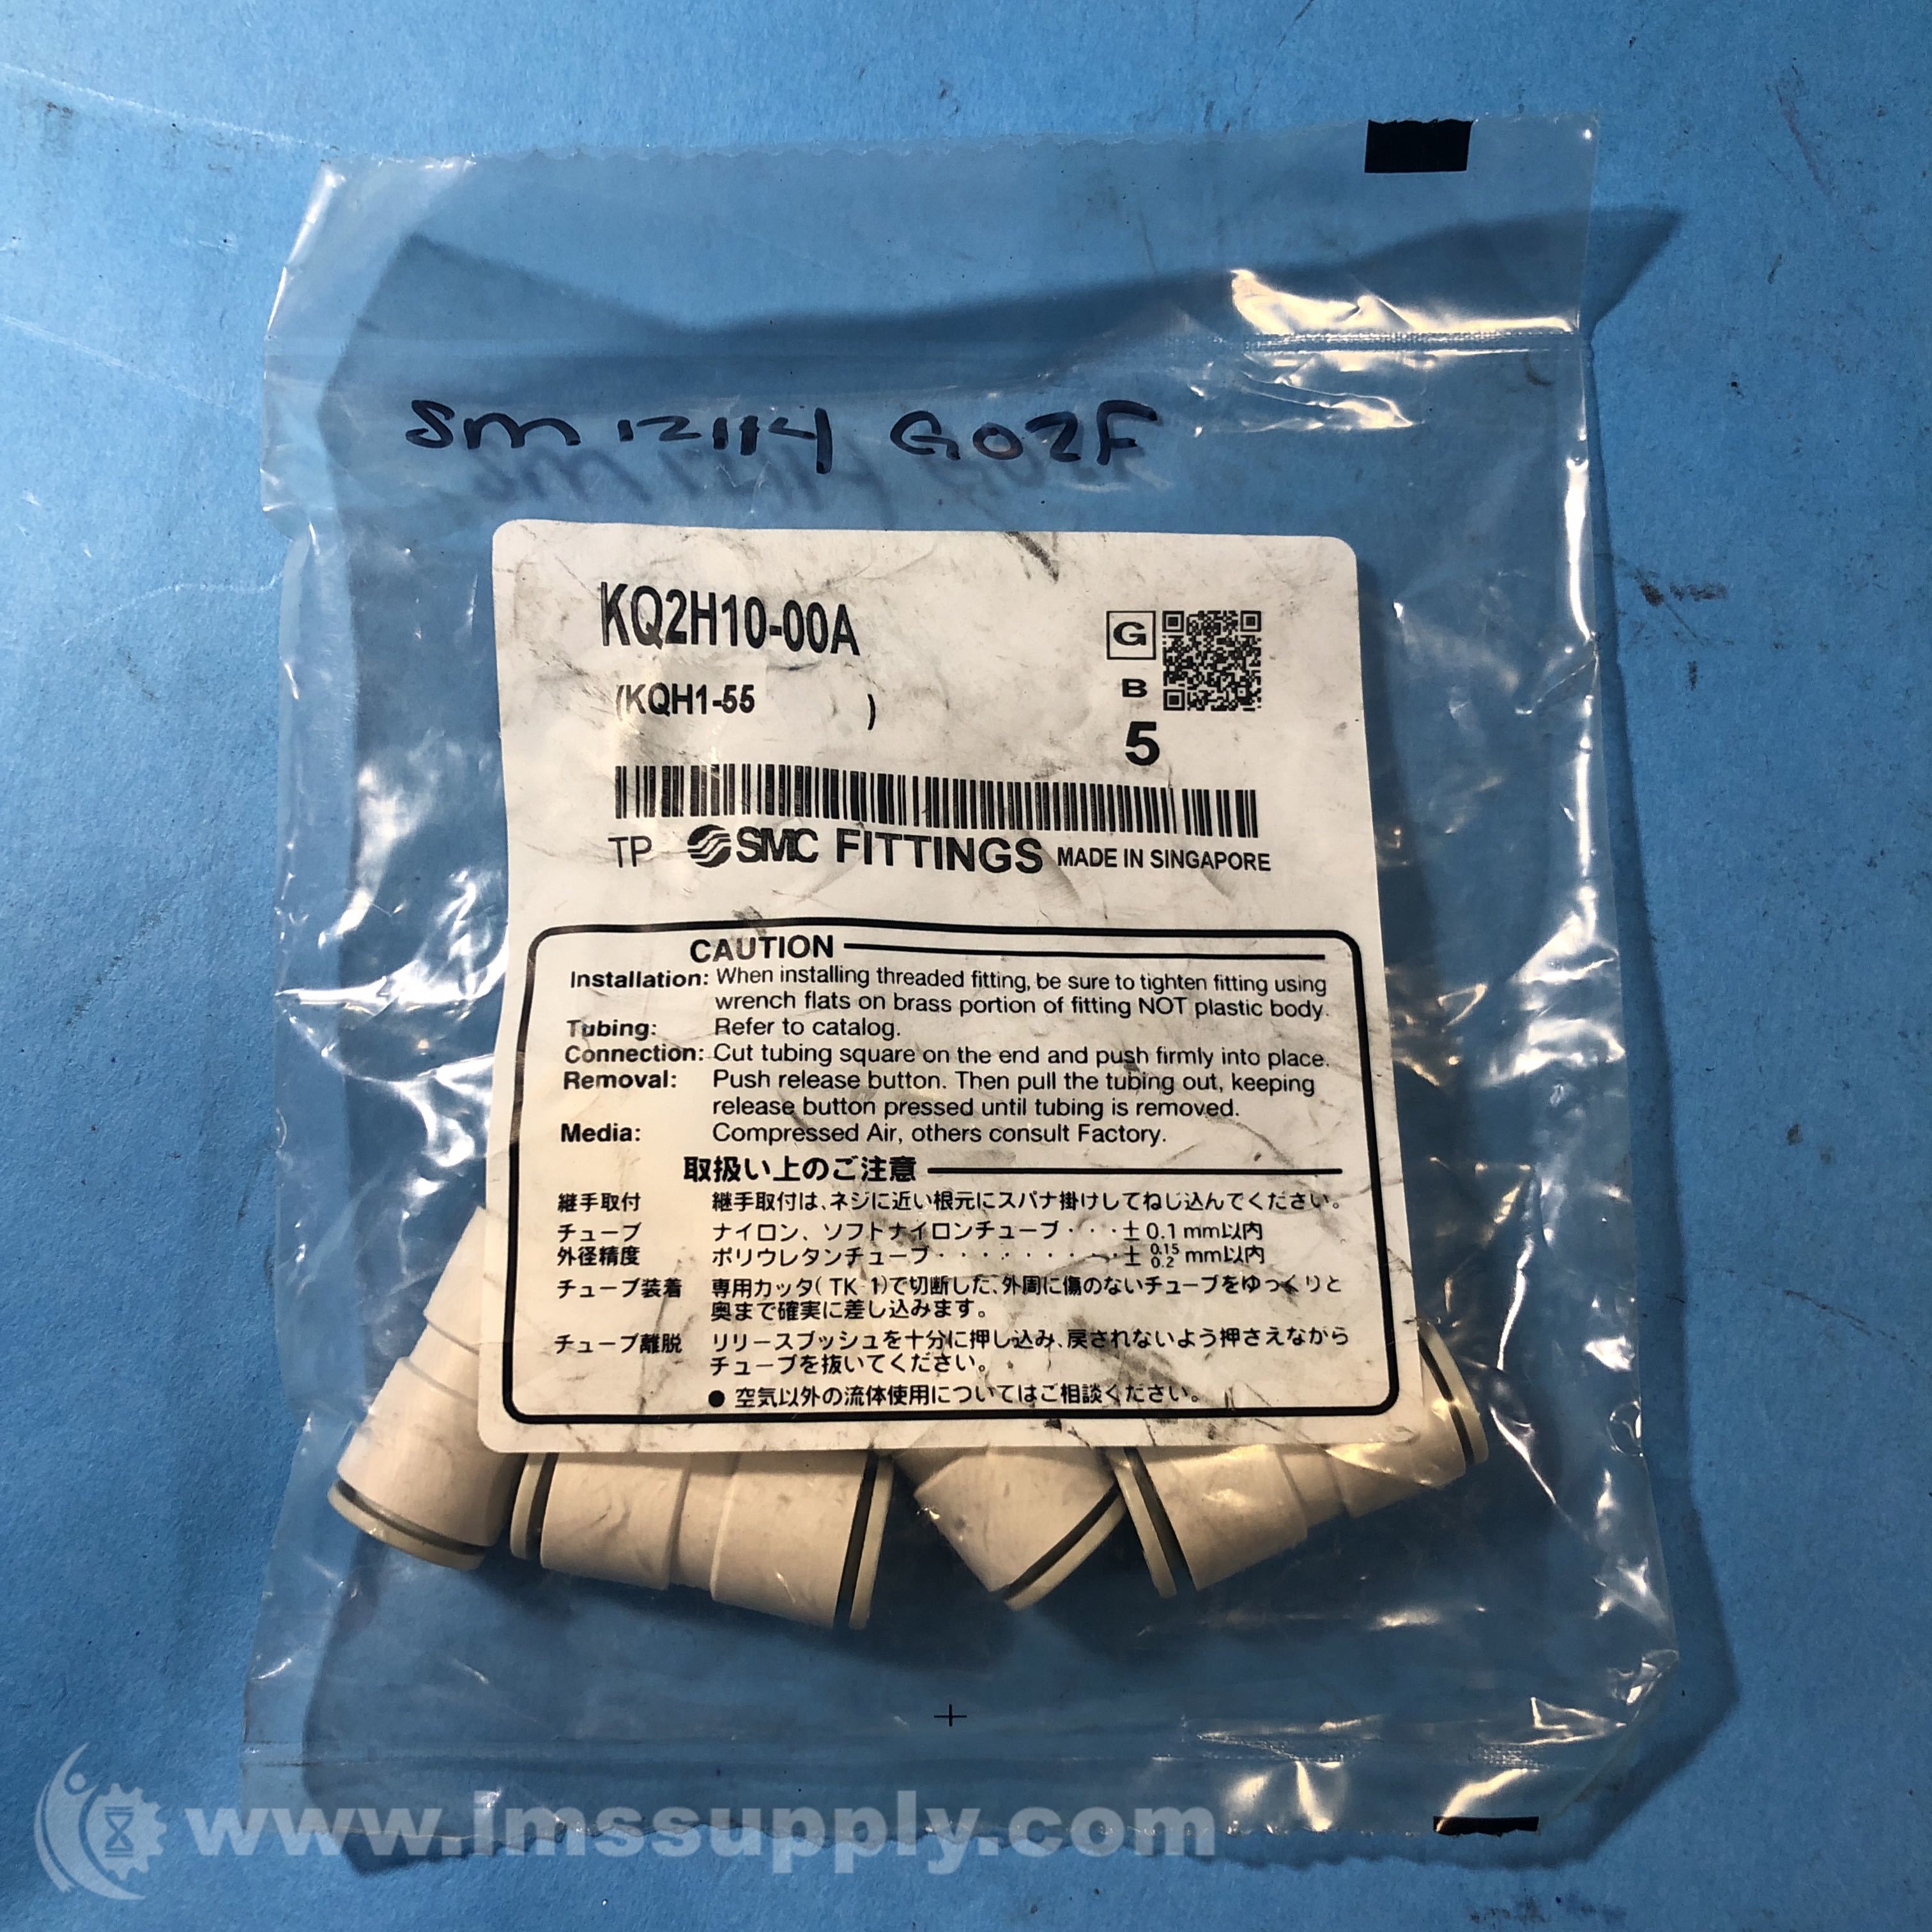 SM 12114 G02F
KQ2H10-00A
G
(KQH1-55 )
B
5
TP SMC FITTINGS MADE IN SINGAPORE
CAUTION
Installation: When installing threaded fitting, be sure to tighten fitting using
wrench flats on brass portion of fitting NOT plastic body.
Tubing: Refer to catalog.
Connection: Cut tubing square on the end and push firmly into place.
Removal: Push release button. Then pull the tubing out, keeping
release button pressed until tubing is removed.
Media: Compressed Air, others consult Factory.
取扱い上のご注意
継手取付 継手取付は、ネジに近い根元にスパナ掛けしてねじ込んでください。
チューブ ナイロン、ソフトナイロンチューブ・・・± 0.1 mm以内
外径精度 ポリウレタンチューブ・・・・・・・・・± 0.15 0.2 mm以内
チューブ装着 専用カッタ( TK-1)で切断した、外周に傷のないチューブをゆっくりと
奥まで確実に差し込みます。
チューブ離脱 リリースブッシュを十分に押し込み、戻されないよう押さえながら
チューブを抜いてください。
● 空気以外の流体使用についてはご相談ください。
www.imssupply.com